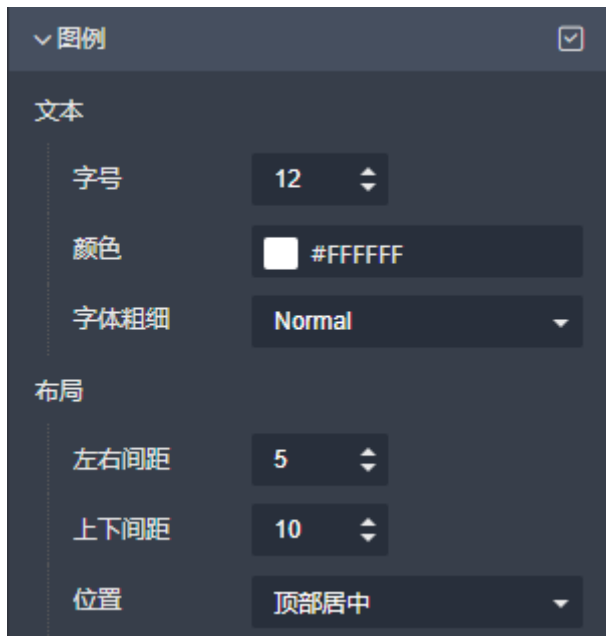 图例
文本
字号 12
颜色 #FFFFFF
字体粗细 Normal
布局
左右间距 5
上下间距 10
位置 顶部居中